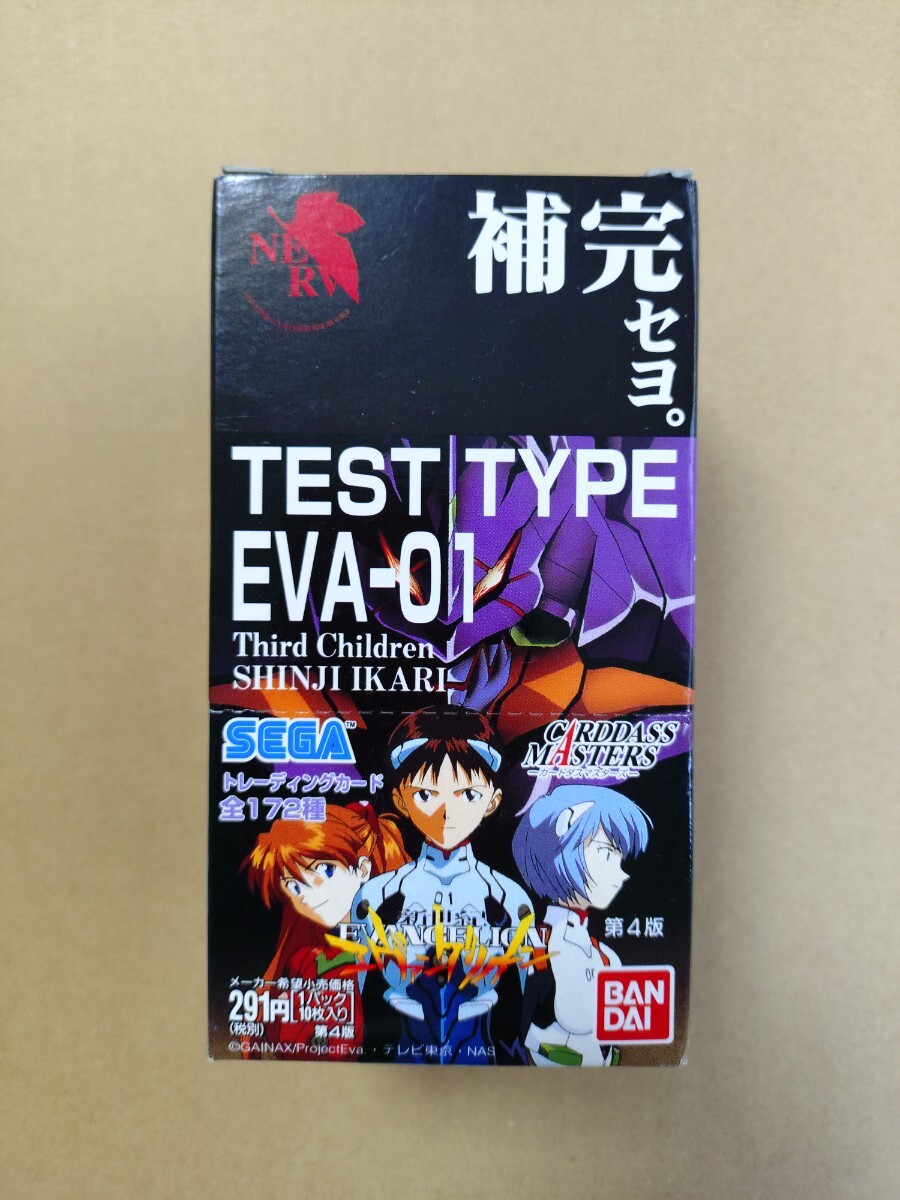 NERV
補完
セヨ。
TEST TYPE
EVA-01
Third Children
SHINJI IKARI
SEGA™
CARDDASS
MASTERS
カードダスマスターズ
トレーディングカード
全172種
新世紀
EVANGELION
エヴァンゲリオン
第4版
メーカー希望小売価格
291円[1パック10枚入り]
(税別) 第4版
BAN
DAI
©GAINAX/ProjectEva.・テレビ東京・NAS